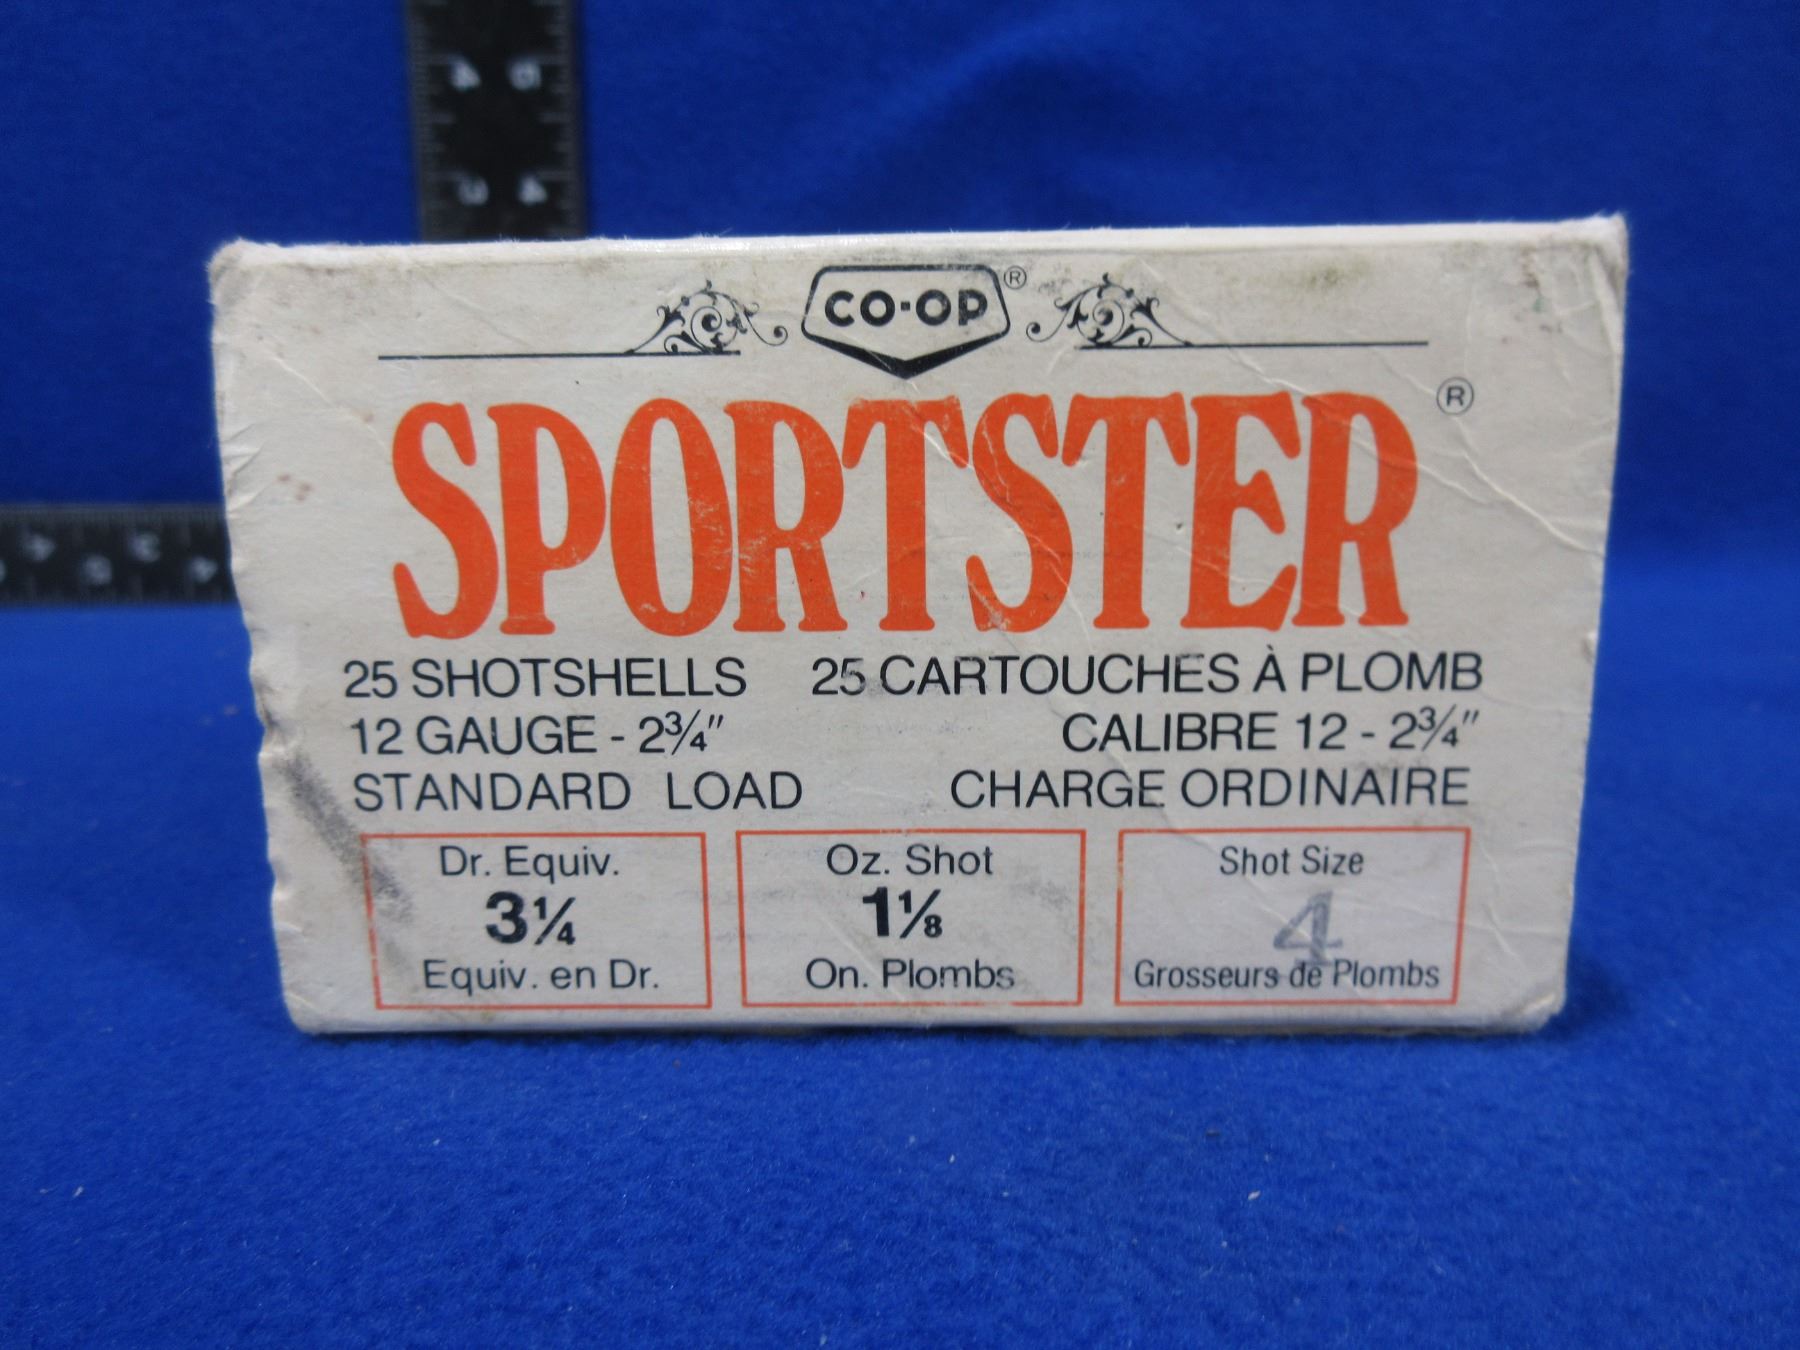 CO-OP ®
SPORTSTER ®
25 SHOTSHELLS 25 CARTOUCHES À PLOMB
12 GAUGE - 2¾" CALIBRE 12 - 2¾"
STANDARD LOAD CHARGE ORDINAIRE
Dr. Equiv.
3¼
Equiv. en Dr.
Oz. Shot
1⅛
On. Plombs
Shot Size
4
Grosseurs de Plombs